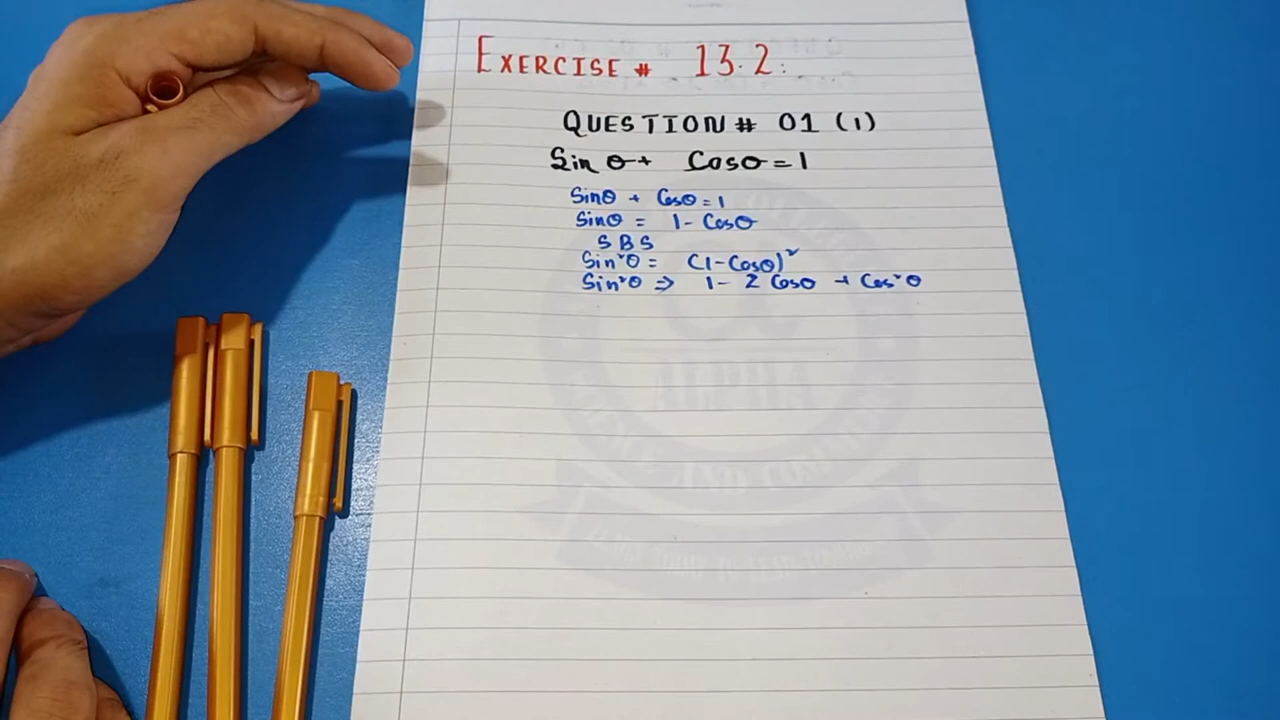 EXERCISE # 13.2:
QUESTION # 01 (1)
Sin θ + Cosθ = 1
Sinθ + Cosθ = 1
Sinθ = 1 - Cosθ
SBS
Sin²θ = (1-Cosθ)²
Sin²θ ⇒ 1 - 2 Cosθ + Cos²θ